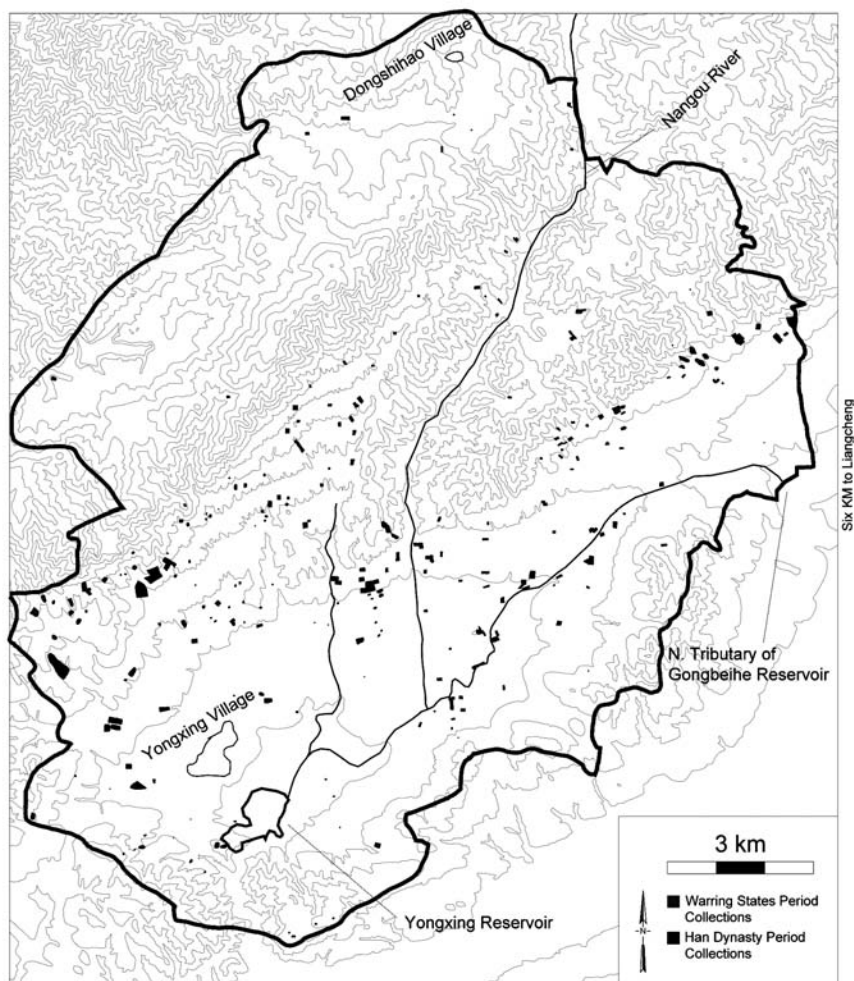 Dongshihao Village
Nangou River
Six KM to Liangcheng
N. Tributary of
Gongbeihe Reservoir
Yongxing Village
Yongxing Reservoir
3 km
N
Warring States Period
Collections
Han Dynasty Period
Collections